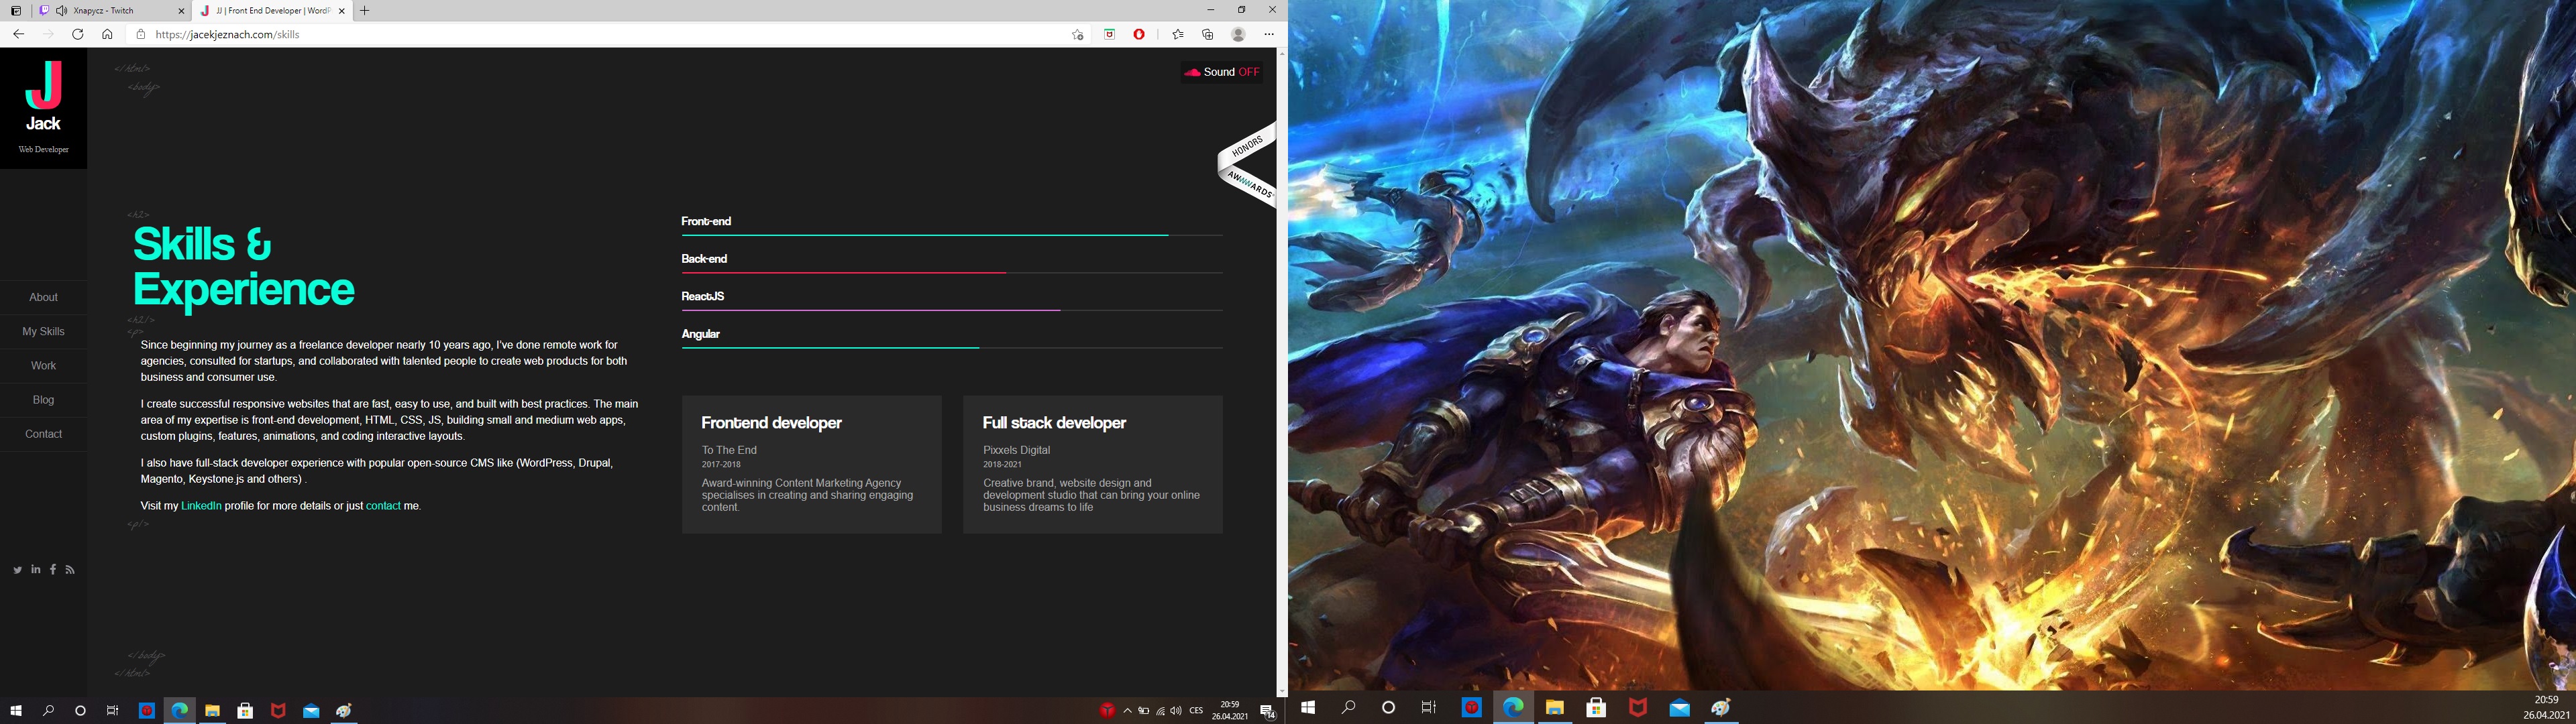 Xnapycz - Twitch
JJ | Front End Developer | WordP
https://jacekjeznach.com/skills
Jack
Web Developer
About
My Skills
Work
Blog
Contact
</html>
<body>
Sound OFF
HONORS
AWWWARDS
<h2>
Skills &
Experience
<h2/>
<p>
Since beginning my journey as a freelance developer nearly 10 years ago, I've done remote work for
agencies, consulted for startups, and collaborated with talented people to create web products for both
business and consumer use.
I create successful responsive websites that are fast, easy to use, and built with best practices. The main
area of my expertise is front-end development, HTML, CSS, JS, building small and medium web apps,
custom plugins, features, animations, and coding interactive layouts.
I also have full-stack developer experience with popular open-source CMS like (WordPress, Drupal,
Magento, Keystone.js and others) .
Visit my LinkedIn profile for more details or just contact me.
<p/>
Front-end
Back-end
ReactJS
Angular
Frontend developer
To The End
2017-2018
Award-winning Content Marketing Agency
specialises in creating and sharing engaging
content.
Full stack developer
Pixxels Digital
2018-2021
Creative brand, website design and
development studio that can bring your online
business dreams to life
</body>
</html>
CES
20:59
26.04.2021
14
20:59
26.04.2021